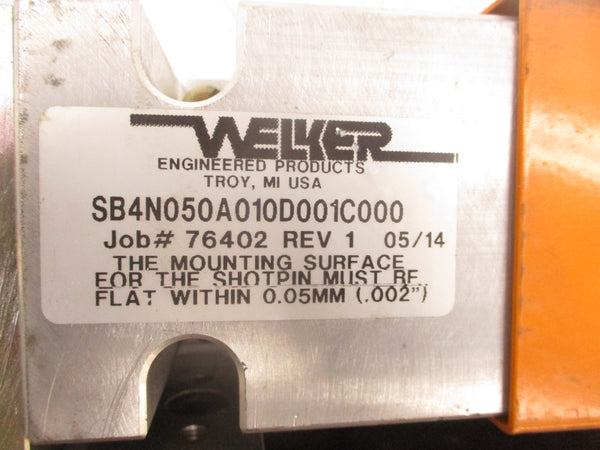 WELKER
ENGINEERED PRODUCTS
TROY, MI USA
SB4N050A010D001C000
Job# 76402 REV 1 05/14
THE MOUNTING SURFACE
FOR THE SHOTPIN MUST BE
FLAT WITHIN 0.05MM (.002")